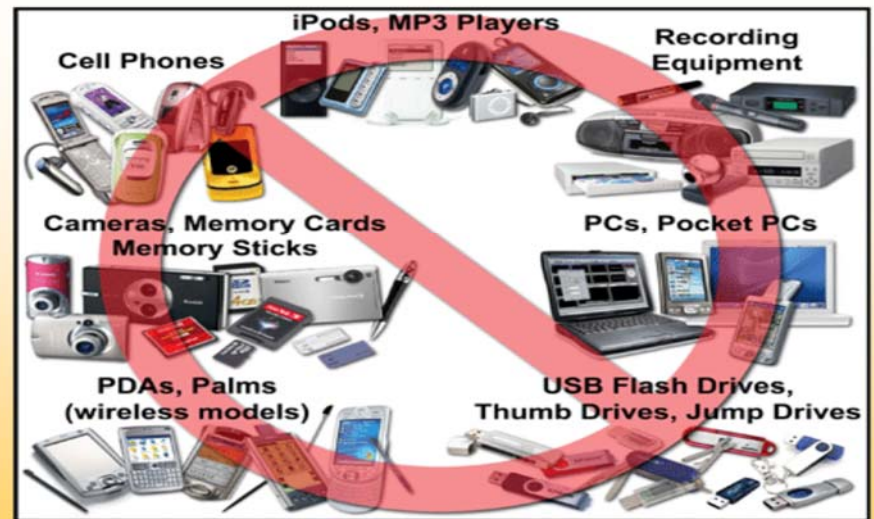 iPods, MP3 Players
Cell Phones
Recording
Equipment
Cameras, Memory Cards
Memory Sticks
PCs, Pocket PCs
PDAs, Palms
(wireless models)
USB Flash Drives,
Thumb Drives, Jump Drives